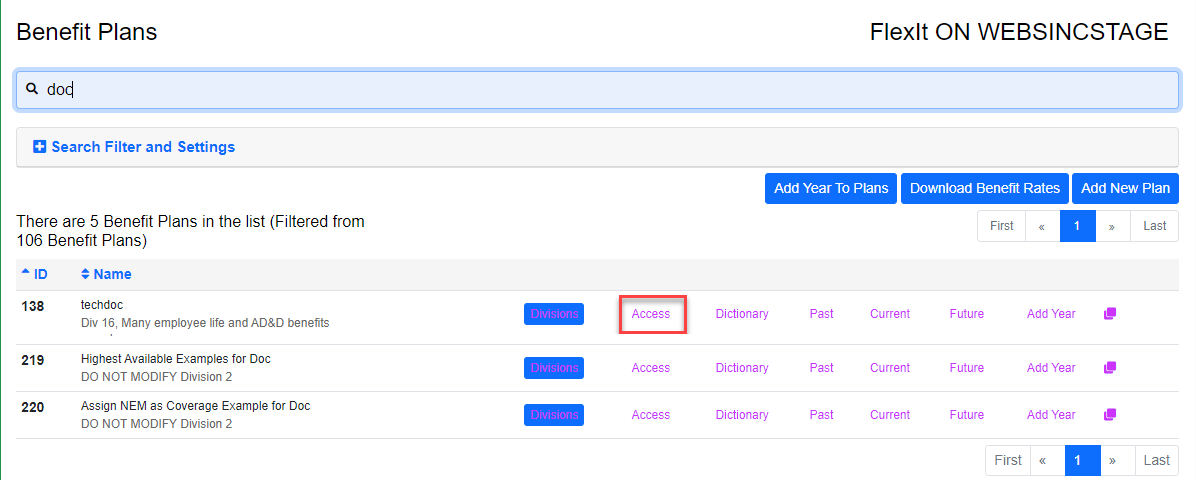 Benefit Plans FlexIt ON WEBSINCSTAGE
doc
Search Filter and Settings
Add Year To Plans Download Benefit Rates Add New Plan
There are 5 Benefit Plans in the list (Filtered from
106 Benefit Plans)
First « 1 » Last
ID Name
138 techdoc Divisions Access Dictionary Past Current Future Add Year
Div 16, Many employee life and AD&D benefits
219 Highest Available Examples for Doc Divisions Access Dictionary Past Current Future Add Year
DO NOT MODIFY Division 2
220 Assign NEM as Coverage Example for Doc Divisions Access Dictionary Past Current Future Add Year
DO NOT MODIFY Division 2
First « 1 » Last